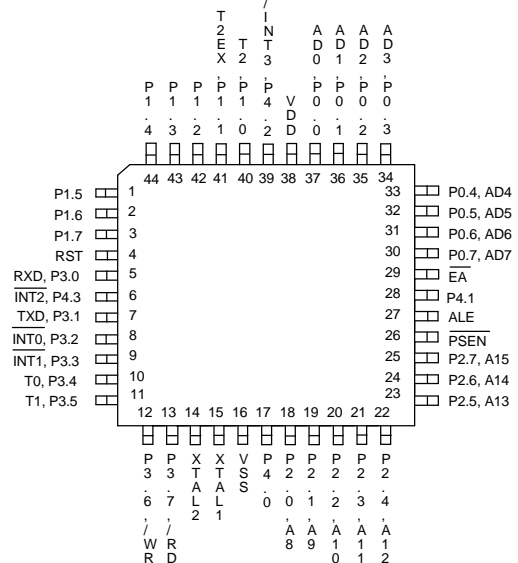 P1.4
P1.3
P1.2
T2EX, P1.1
T2, P1.0
/INT3, P4.2
VDD
AD0, P0.0
AD1, P0.1
AD2, P0.2
AD3, P0.3
44 43 42 41 40 39 38 37 36 35 34
P1.5 1
P1.6 2
P1.7 3
RST 4
RXD, P3.0 5
INT2, P4.3 6
TXD, P3.1 7
INT0, P3.2 8
INT1, P3.3 9
T0, P3.4 10
T1, P3.5 11
33 P0.4, AD4
32 P0.5, AD5
31 P0.6, AD6
30 P0.7, AD7
29 EA
28 P4.1
27 ALE
26 PSEN
25 P2.7, A15
24 P2.6, A14
23 P2.5, A13
12 13 14 15 16 17 18 19 20 21 22
P3.6, /WR
P3.7, /RD
XTAL2
XTAL1
VSS
P4.0
P2.0, A8
P2.1, A9
P2.2, A10
P2.3, A11
P2.4, A12